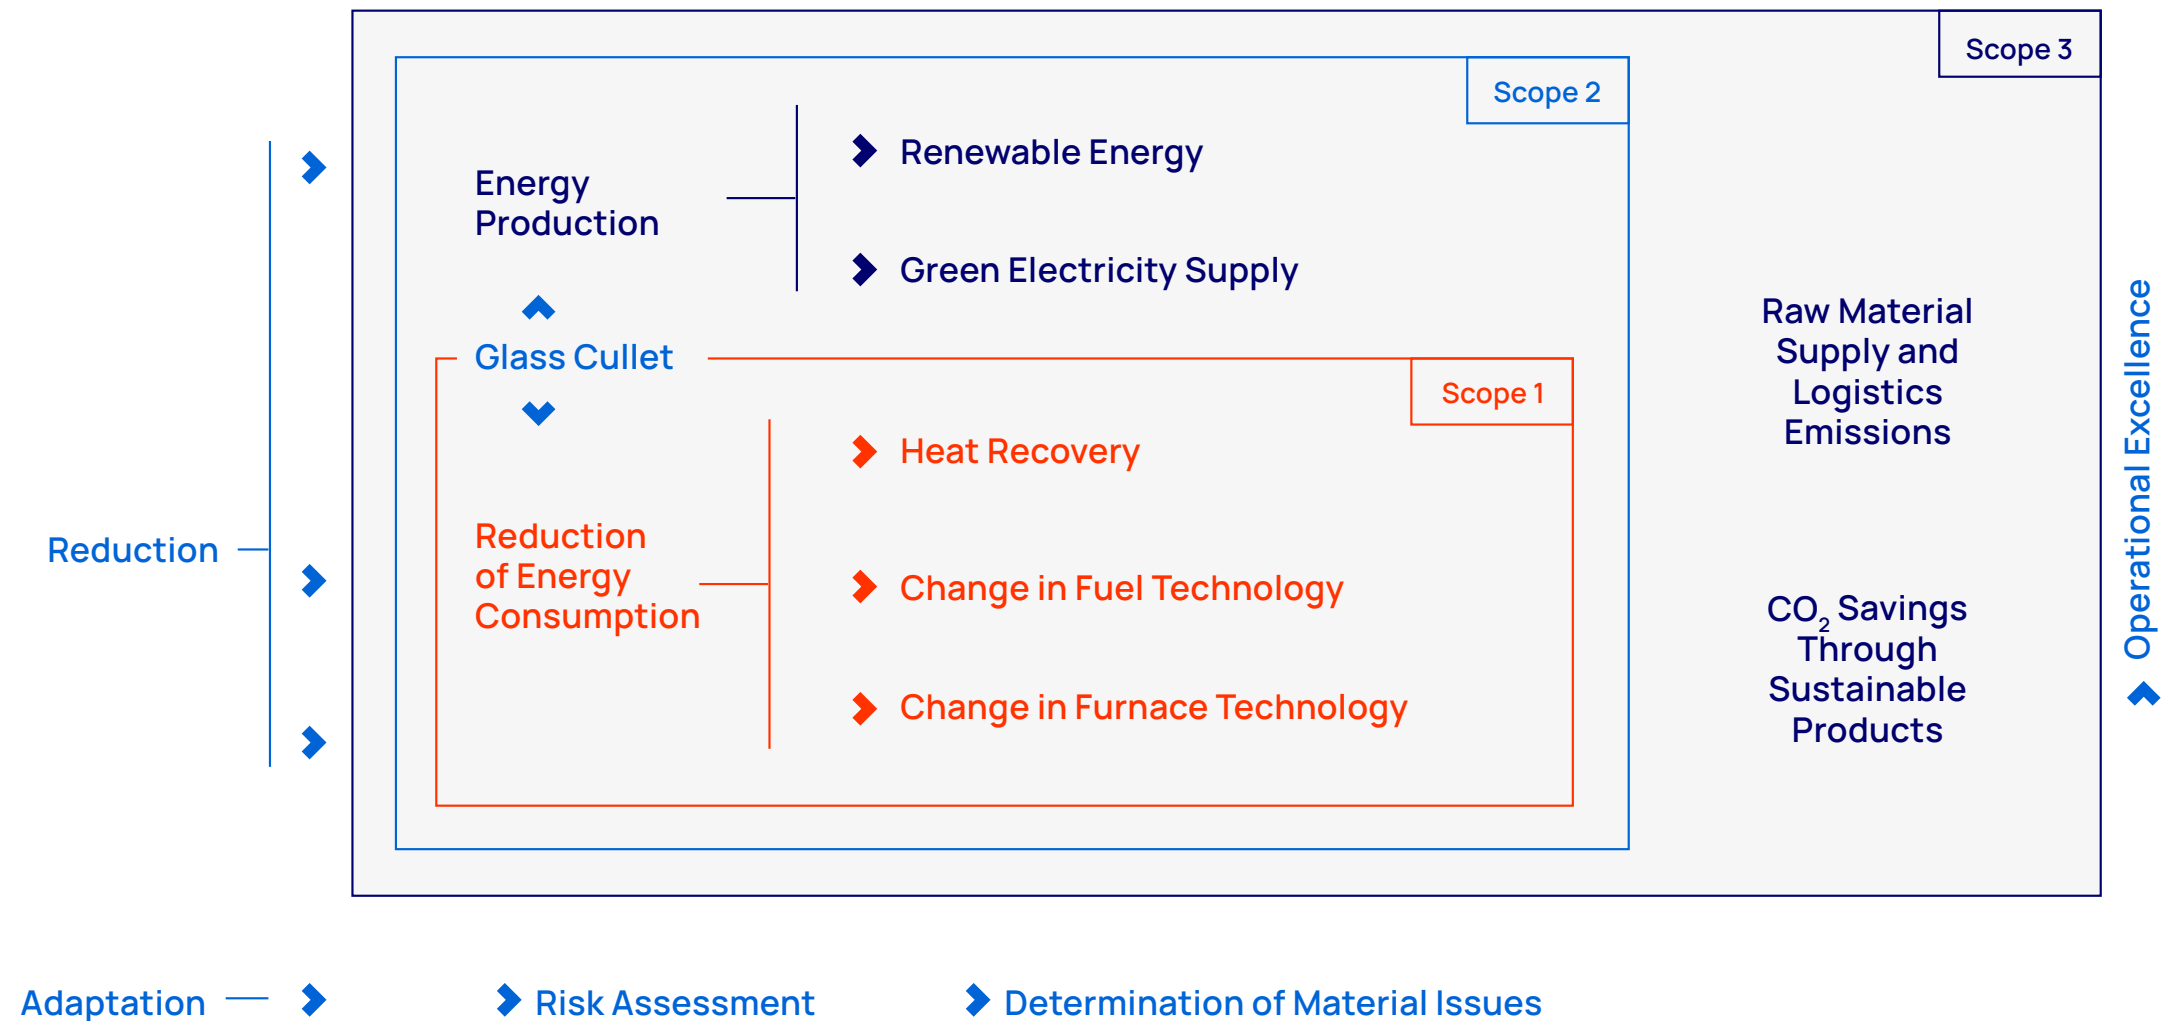 Scope 3
Scope 2
Energy
Production
Renewable Energy
Green Electricity Supply
Glass Cullet
Scope 1
Heat Recovery
Reduction
of Energy
Consumption
Change in Fuel Technology
Change in Furnace Technology
Raw Material
Supply and
Logistics
Emissions
CO₂ Savings
Through
Sustainable
Products
Operational Excellence
Reduction
Adaptation
Risk Assessment
Determination of Material Issues